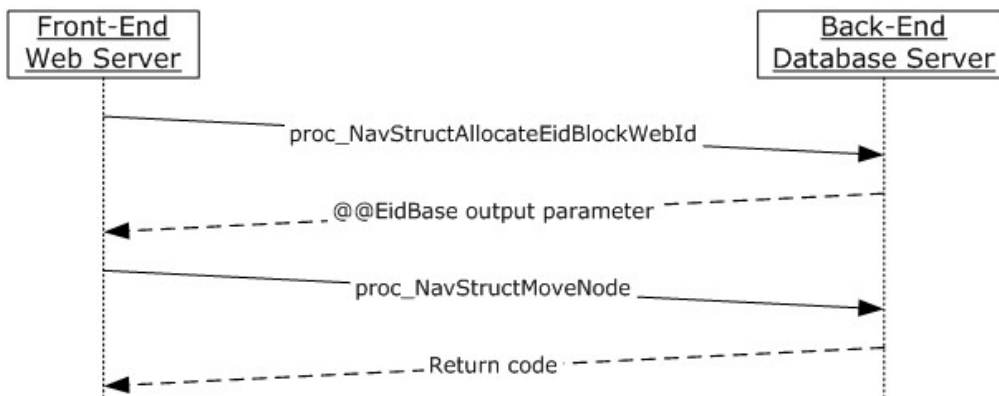 Front-End
Web Server
Back-End
Database Server
proc_NavStructAllocateEidBlockWebId
@@EidBase output parameter
proc_NavStructMoveNode
Return code